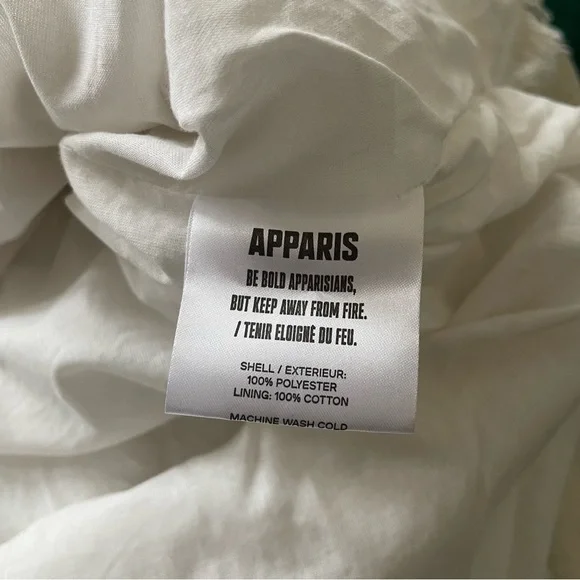 APPARIS
BE BOLD APPARISIANS,
BUT KEEP AWAY FROM FIRE.
/ TENIR ELOIGNÉ DU FEU.
SHELL / EXTERIEUR:
100% POLYESTER
LINING: 100% COTTON
MACHINE WASH COLD